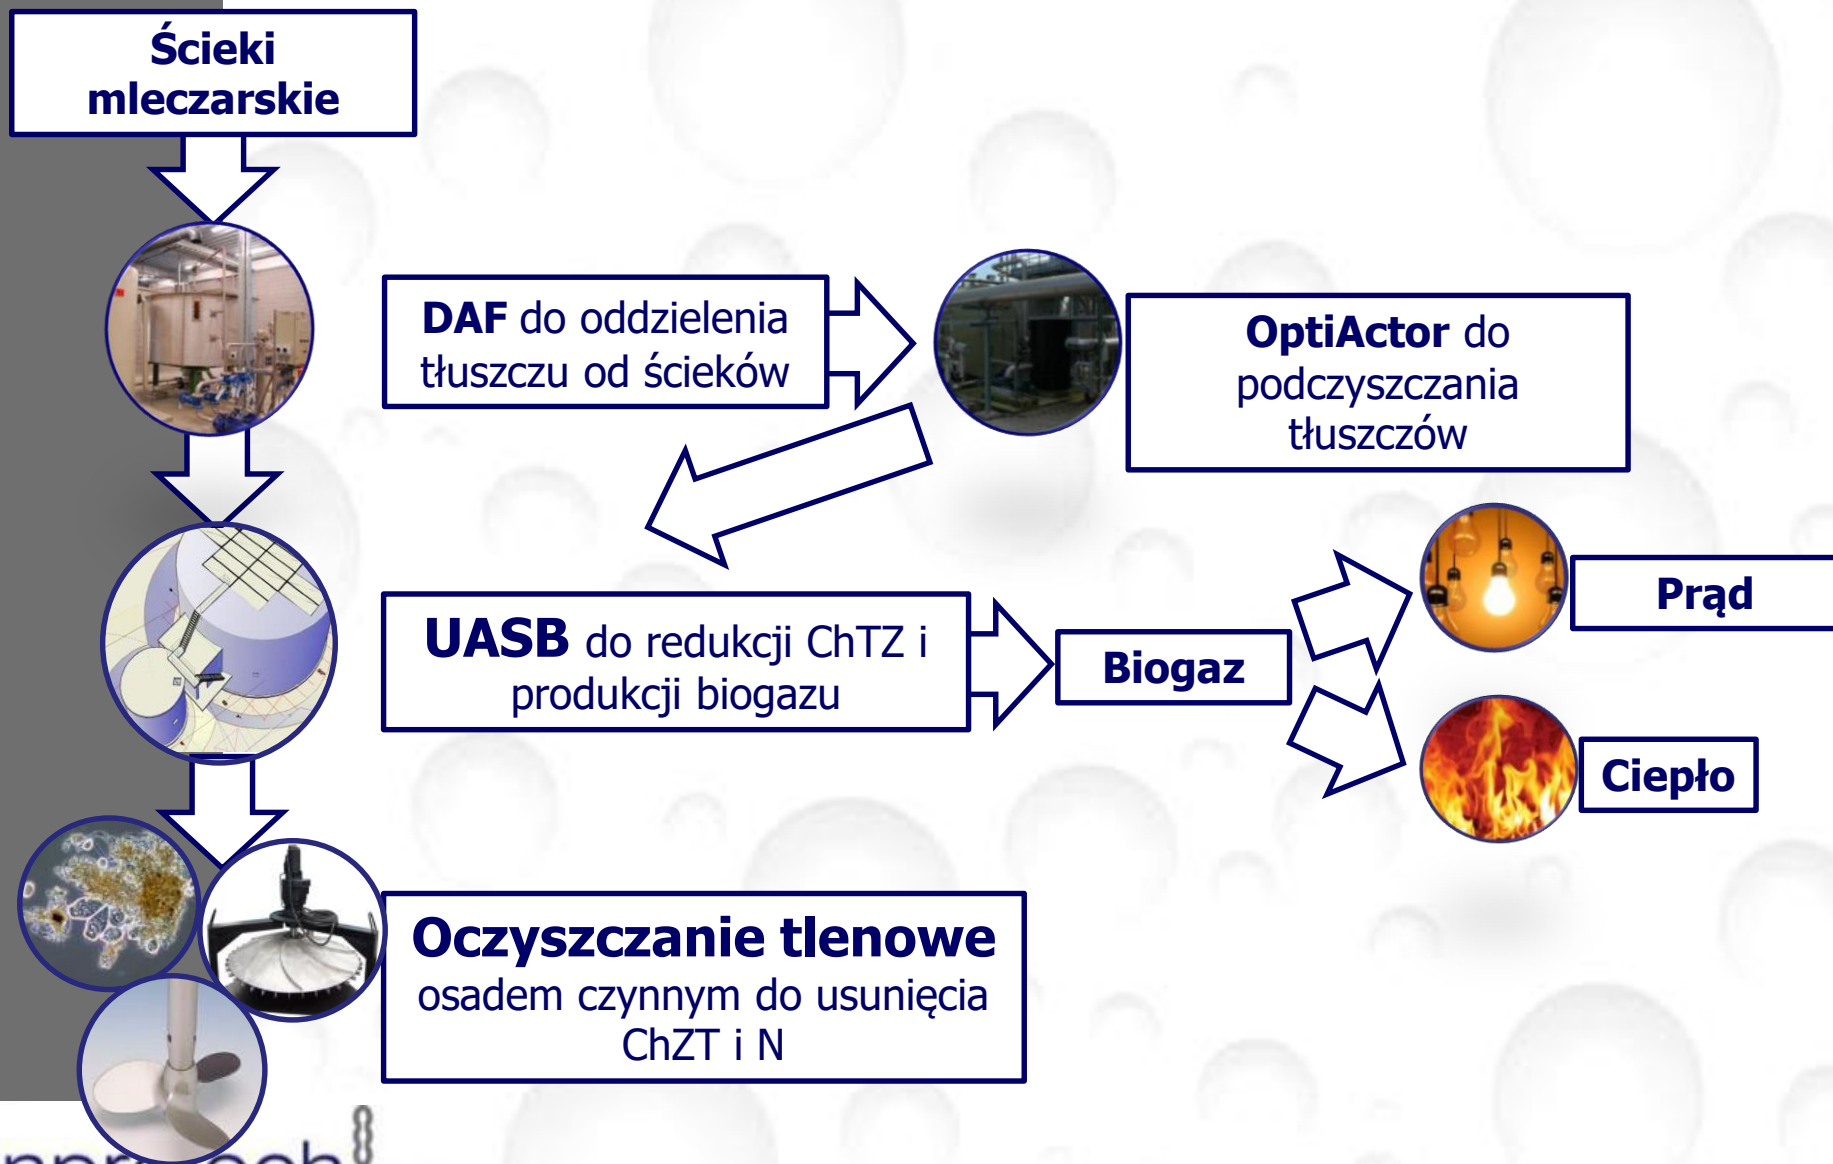 Ścieki
mleczarskie
DAF do oddzielenia
tłuszczu od ścieków
OptiActor do
podczyszczania
tłuszczów
UASB do redukcji ChTZ i
produkcji biogazu
Biogaz
Prąd
Ciepło
Oczyszczanie tlenowe
osadem czynnym do usunięcia
ChZT i N